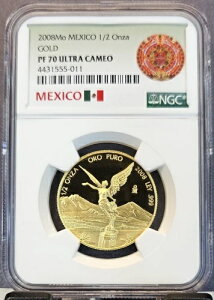 2008Mo MEXICO 1/2 Onza
GOLD
PF 70 ULTRA CAMEO
4431555-011
MEXICO
NGC
1/2 ONZA ORO PURO 2008 LEY .999